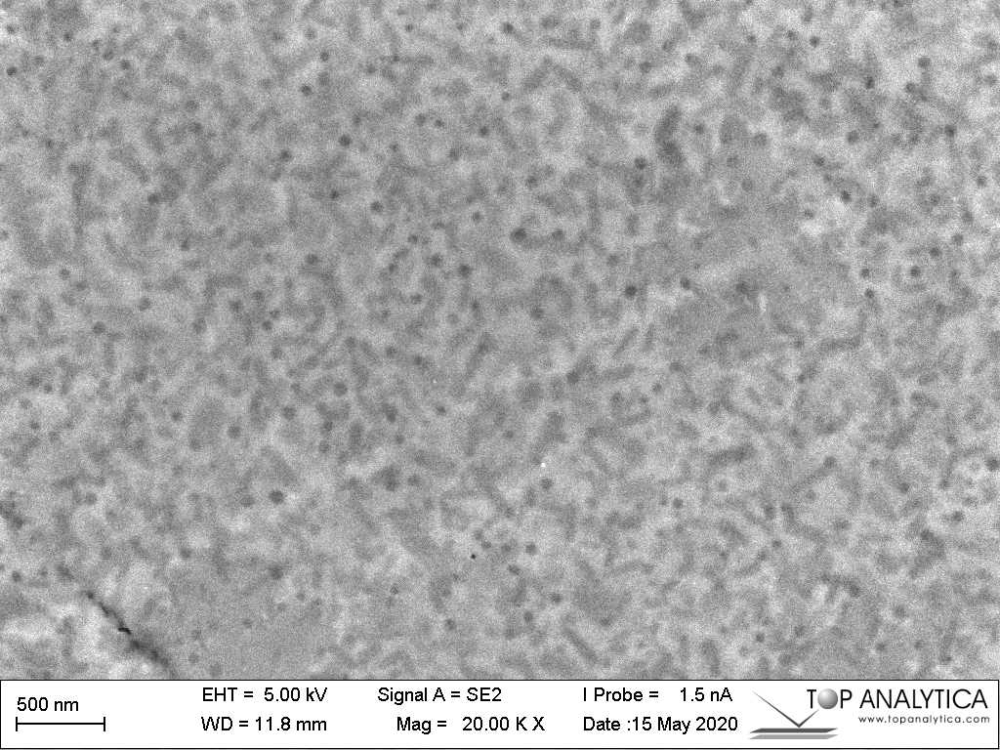 500 nm
EHT = 5.00 kV
WD = 11.8 mm
Signal A = SE2
Mag = 20.00 K X
I Probe = 1.5 nA
Date :15 May 2020
TOP ANALYTICA
www.topanalytica.com